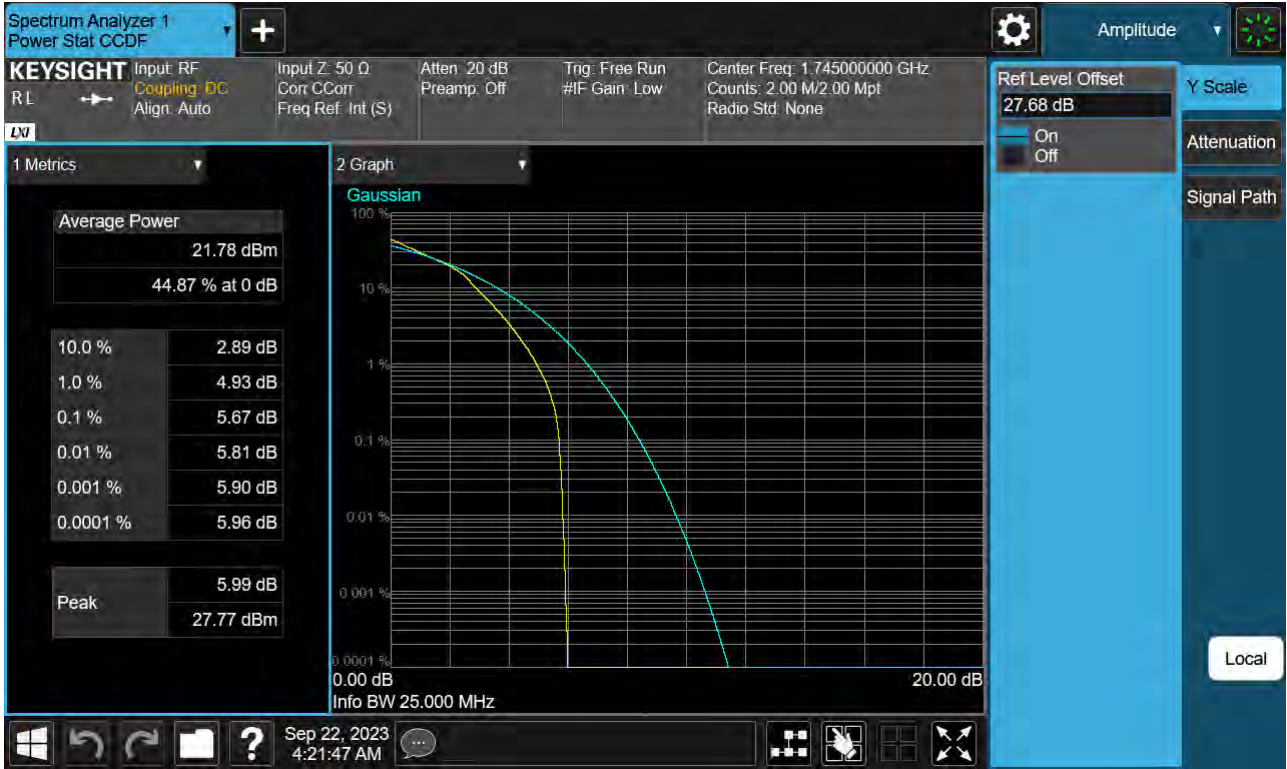 Spectrum Analyzer 1
Power Stat CCDF
Amplitude
KEYSIGHT
R L
LXI
Input: RF
Coupling: DC
Align: Auto
Input Z: 50 Ω
Corr CCorr
Freq Ref: Int (S)
Atten: 20 dB
Preamp: Off
Trig: Free Run
#IF Gain: Low
Center Freq: 1.745000000 GHz
Counts: 2.00 M/2.00 Mpt
Radio Std: None
Ref Level Offset
27.68 dB
On
Off
Y Scale
Attenuation
Signal Path
1 Metrics
Average Power
21.78 dBm
44.87 % at 0 dB
10.0 % 2.89 dB
1.0 % 4.93 dB
0.1 % 5.67 dB
0.01 % 5.81 dB
0.001 % 5.90 dB
0.0001 % 5.96 dB
Peak
5.99 dB
27.77 dBm
2 Graph
Gaussian
100 %
10 %
1 %
0.1 %
0.01 %
0.001 %
0.0001 %
0.00 dB
20.00 dB
Info BW 25.000 MHz
Local
?
Sep 22, 2023
4:21:47 AM